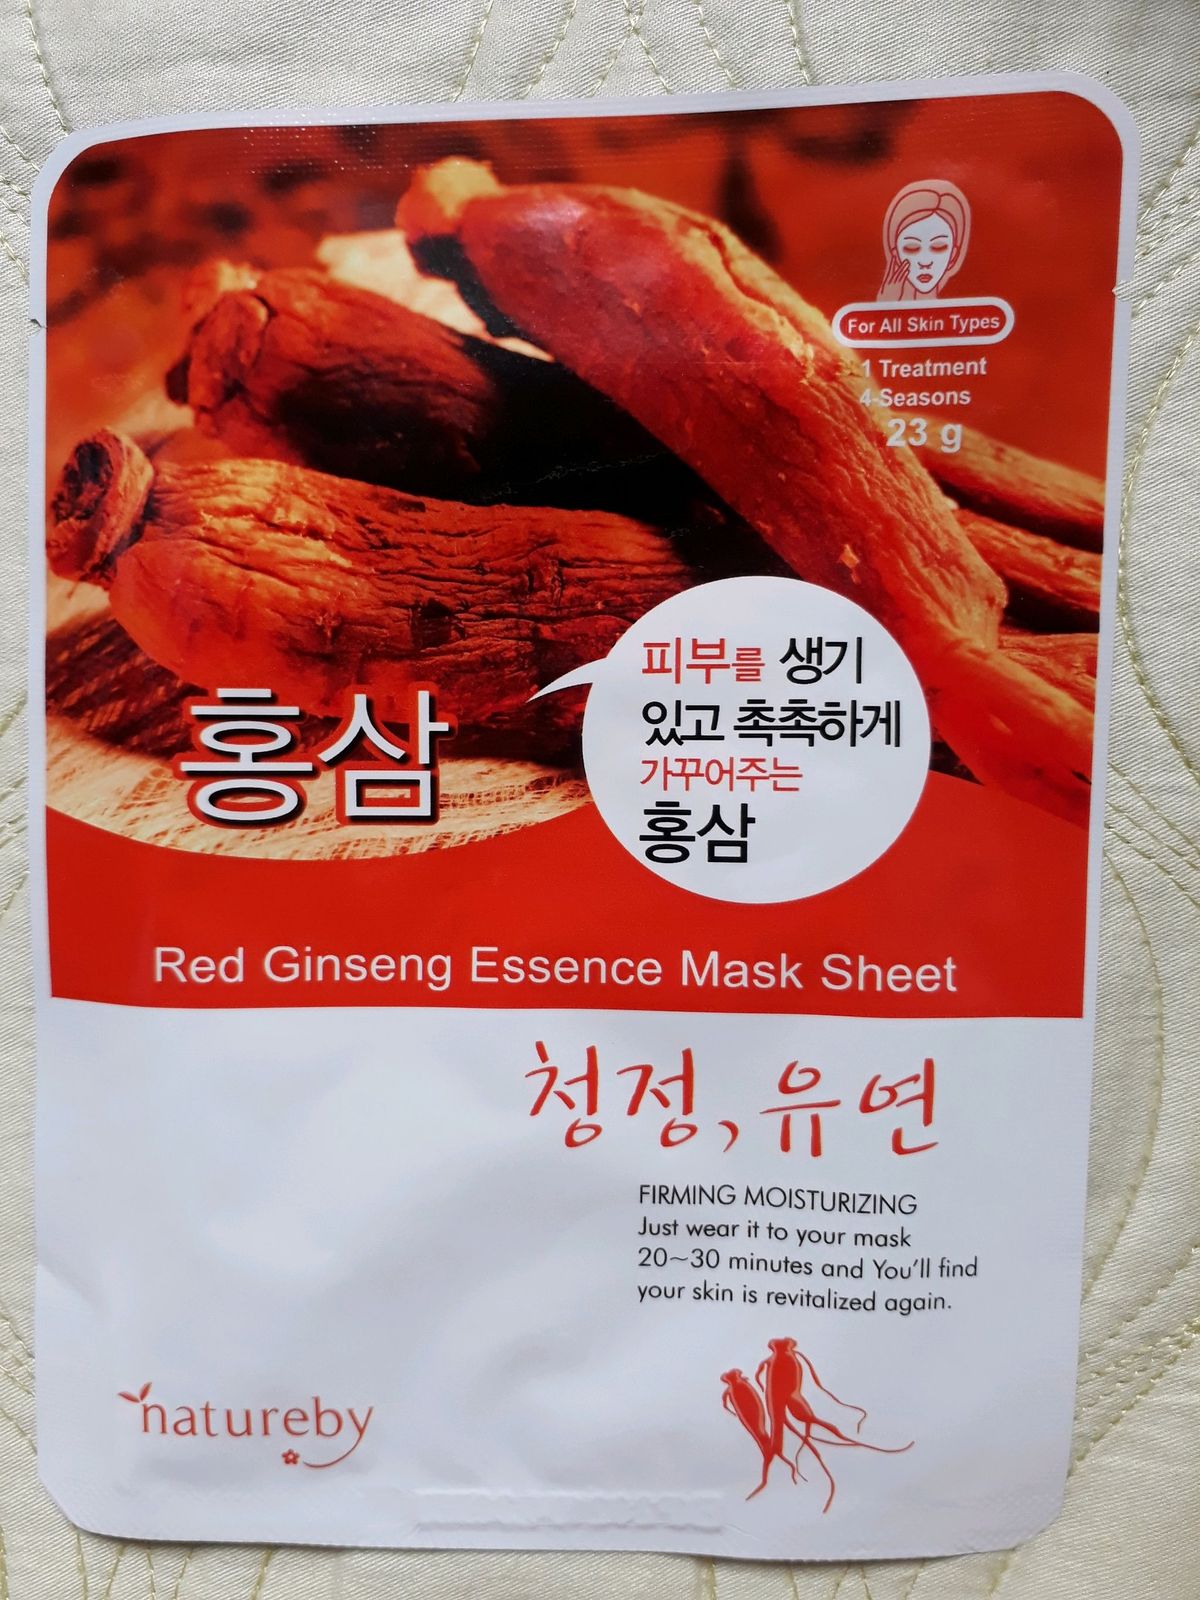 For All Skin Types
1 Treatment
4-Seasons
23 g
피부를 생기
있고 촉촉하게
가꾸어주는
홍삼
홍삼
Red Ginseng Essence Mask Sheet
청정, 유연
FIRMING MOISTURIZING
Just wear it to your mask
20~30 minutes and You'll find
your skin is revitalized again.
natureby